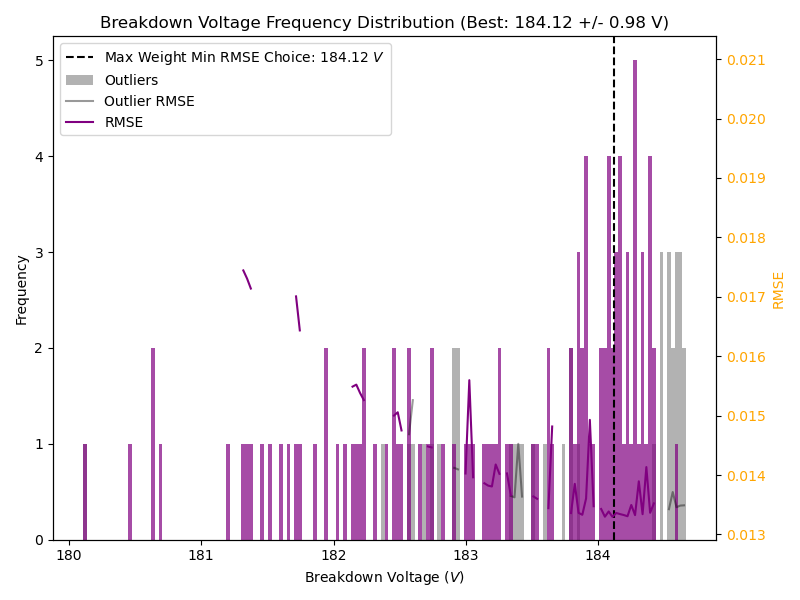 Breakdown Voltage Frequency Distribution (Best: 184.12 +/- 0.98 V)
Max Weight Min RMSE Choice: 184.12 V
Outliers
Outlier RMSE
RMSE
Frequency
5
4
3
2
1
0
0.021
0.020
0.019
0.018
0.017
0.016
0.015
0.014
0.013
RMSE
180 181 182 183 184
Breakdown Voltage (V)